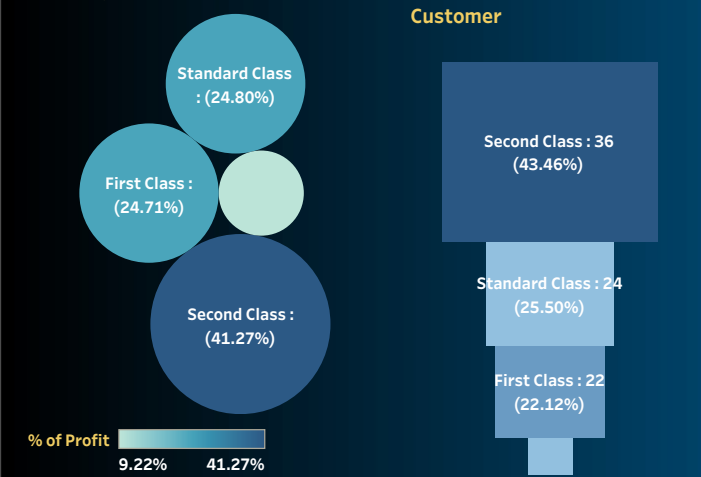 Customer
Standard Class
: (24.80%)
First Class :
(24.71%)
Second Class :
(41.27%)
% of Profit
9.22%
41.27%
Second Class : 36
(43.46%)
Standard Class : 24
(25.50%)
First Class : 22
(22.12%)